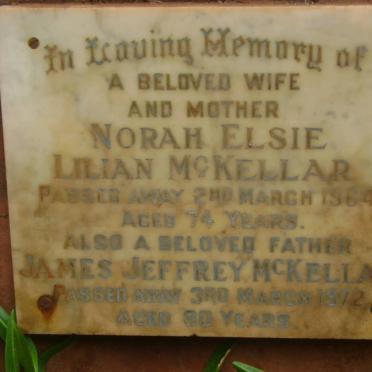 In Loving Memory of
A BELOVED WIFE
AND MOTHER
NORAH ELSIE
LILIAN MCKELLAR
PASSED AWAY 2ND MARCH 1964
AGED 74 YEARS.
ALSO A BELOVED FATHER
JAMES JEFFREY MCKELLA
PASSED AWAY 3RD MARCH 1972
AGED 80 YEARS